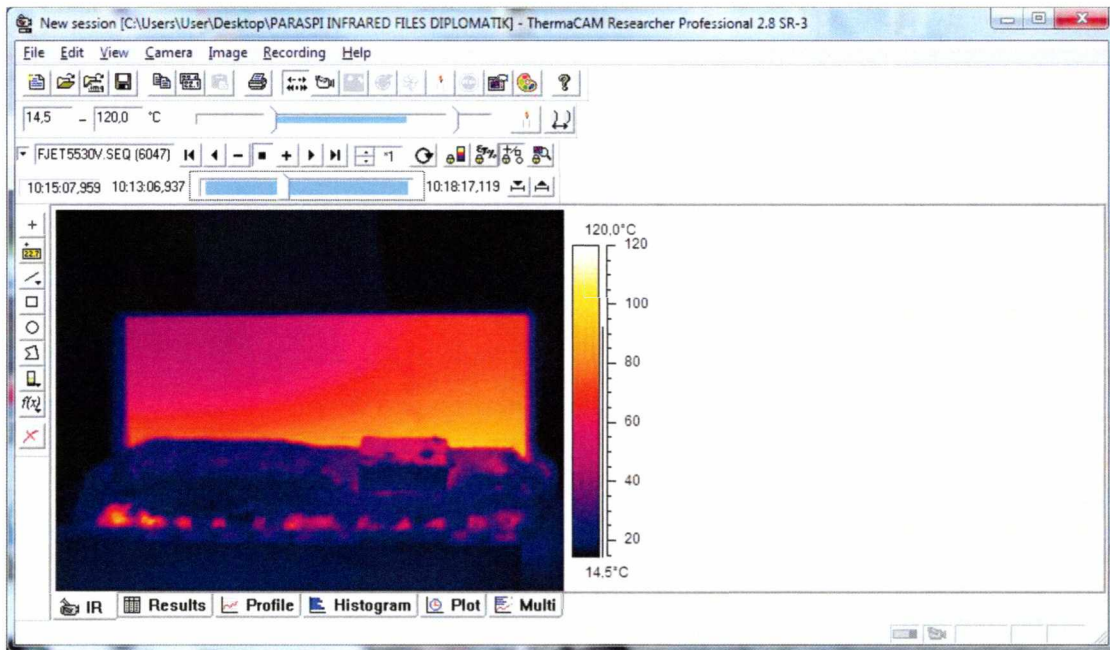 New session [C:\Users\User\Desktop\PARASPI INFRARED FILES DIPLOMATIK] - ThermaCAM Researcher Professional 2.8 SR-3
File Edit View Camera Image Recording Help
14,5 - 120,0 °C
FJET5530V.SEQ (6047) *1
10:15:07,959 10:13:06,937 10:18:17,119
120,0°C
120
100
80
60
40
20
14,5°C
f(x)
IR Results Profile Histogram Plot Multi